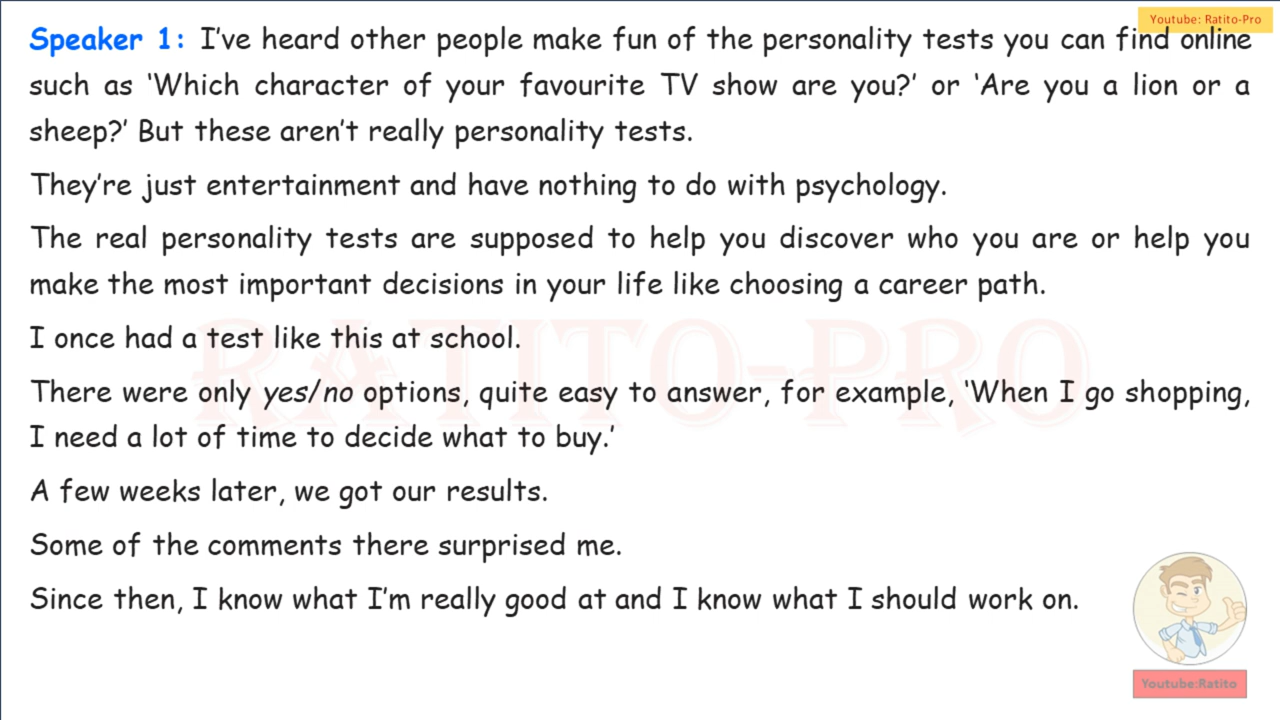 Youtube: Ratito-Pro
Speaker 1: I've heard other people make fun of the personality tests you can find online
such as 'Which character of your favourite TV show are you?' or 'Are you a lion or a
sheep?' But these aren't really personality tests.
They're just entertainment and have nothing to do with psychology.
The real personality tests are supposed to help you discover who you are or help you
make the most important decisions in your life like choosing a career path.
I once had a test like this at school.
RATITO-PRO
There were only yes/no options, quite easy to answer, for example, 'When I go shopping,
I need a lot of time to decide what to buy.'
A few weeks later, we got our results.
Some of the comments there surprised me.
Since then, I know what I'm really good at and I know what I should work on.
Youtube:Ratito